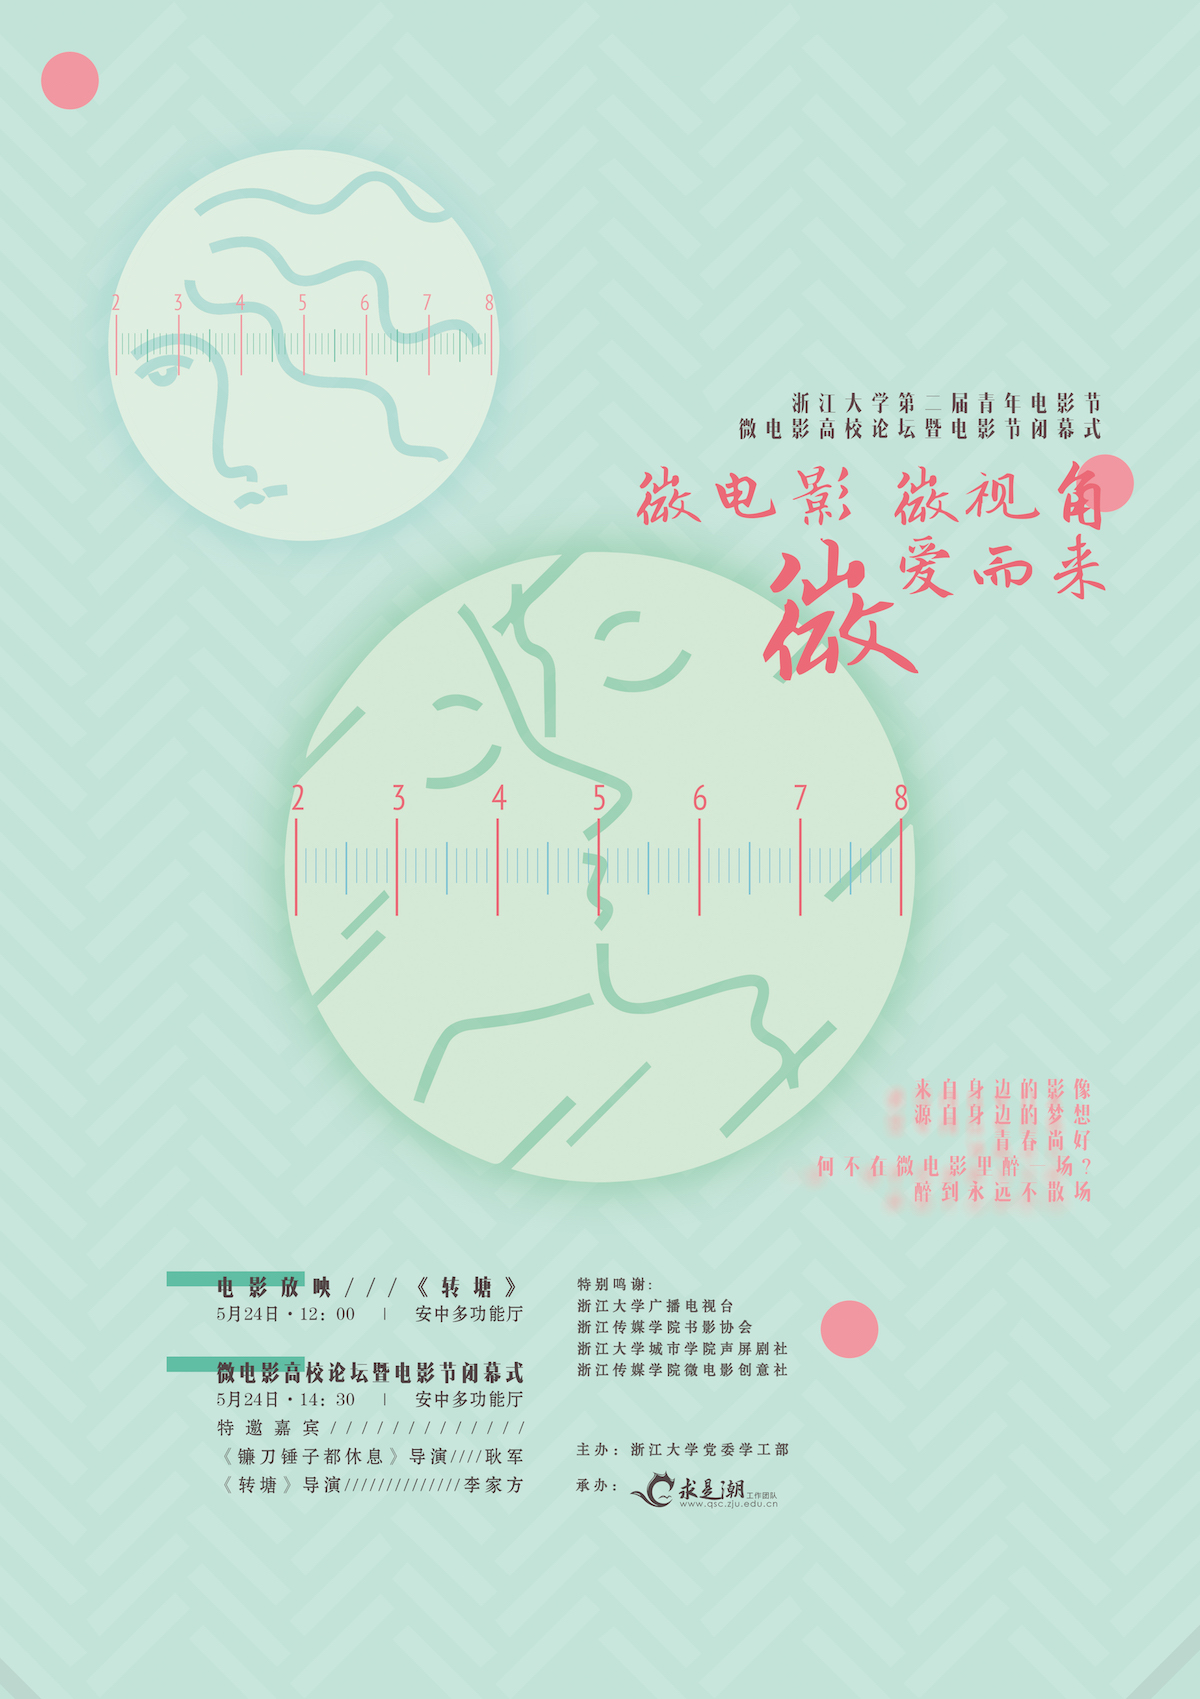 2 3 4 5 6 7 8
浙江大学第二届青年电影节
微电影高校论坛暨电影节闭幕式
微电影 微视角
微爱而来
2 3 4 5 6 7 8
来自身边的影像
源自身边的梦想
青春尚好
何不在微电影里醉一场?
醉到永远不散场
电影放映///《转塘》
5月24日·12：00 | 安中多功能厅
微电影高校论坛暨电影节闭幕式
5月24日·14：30 | 安中多功能厅
特邀嘉宾/////////////
《镰刀锤子都休息》导演////耿军
《转塘》导演//////////////李家方
特别鸣谢:
浙江大学广播电视台
浙江传媒学院书影协会
浙江大学城市学院声屏剧社
浙江传媒学院微电影创意社
主办：浙江大学党委学工部
承办：求是潮工作团队
www.qsc.zju.edu.cn